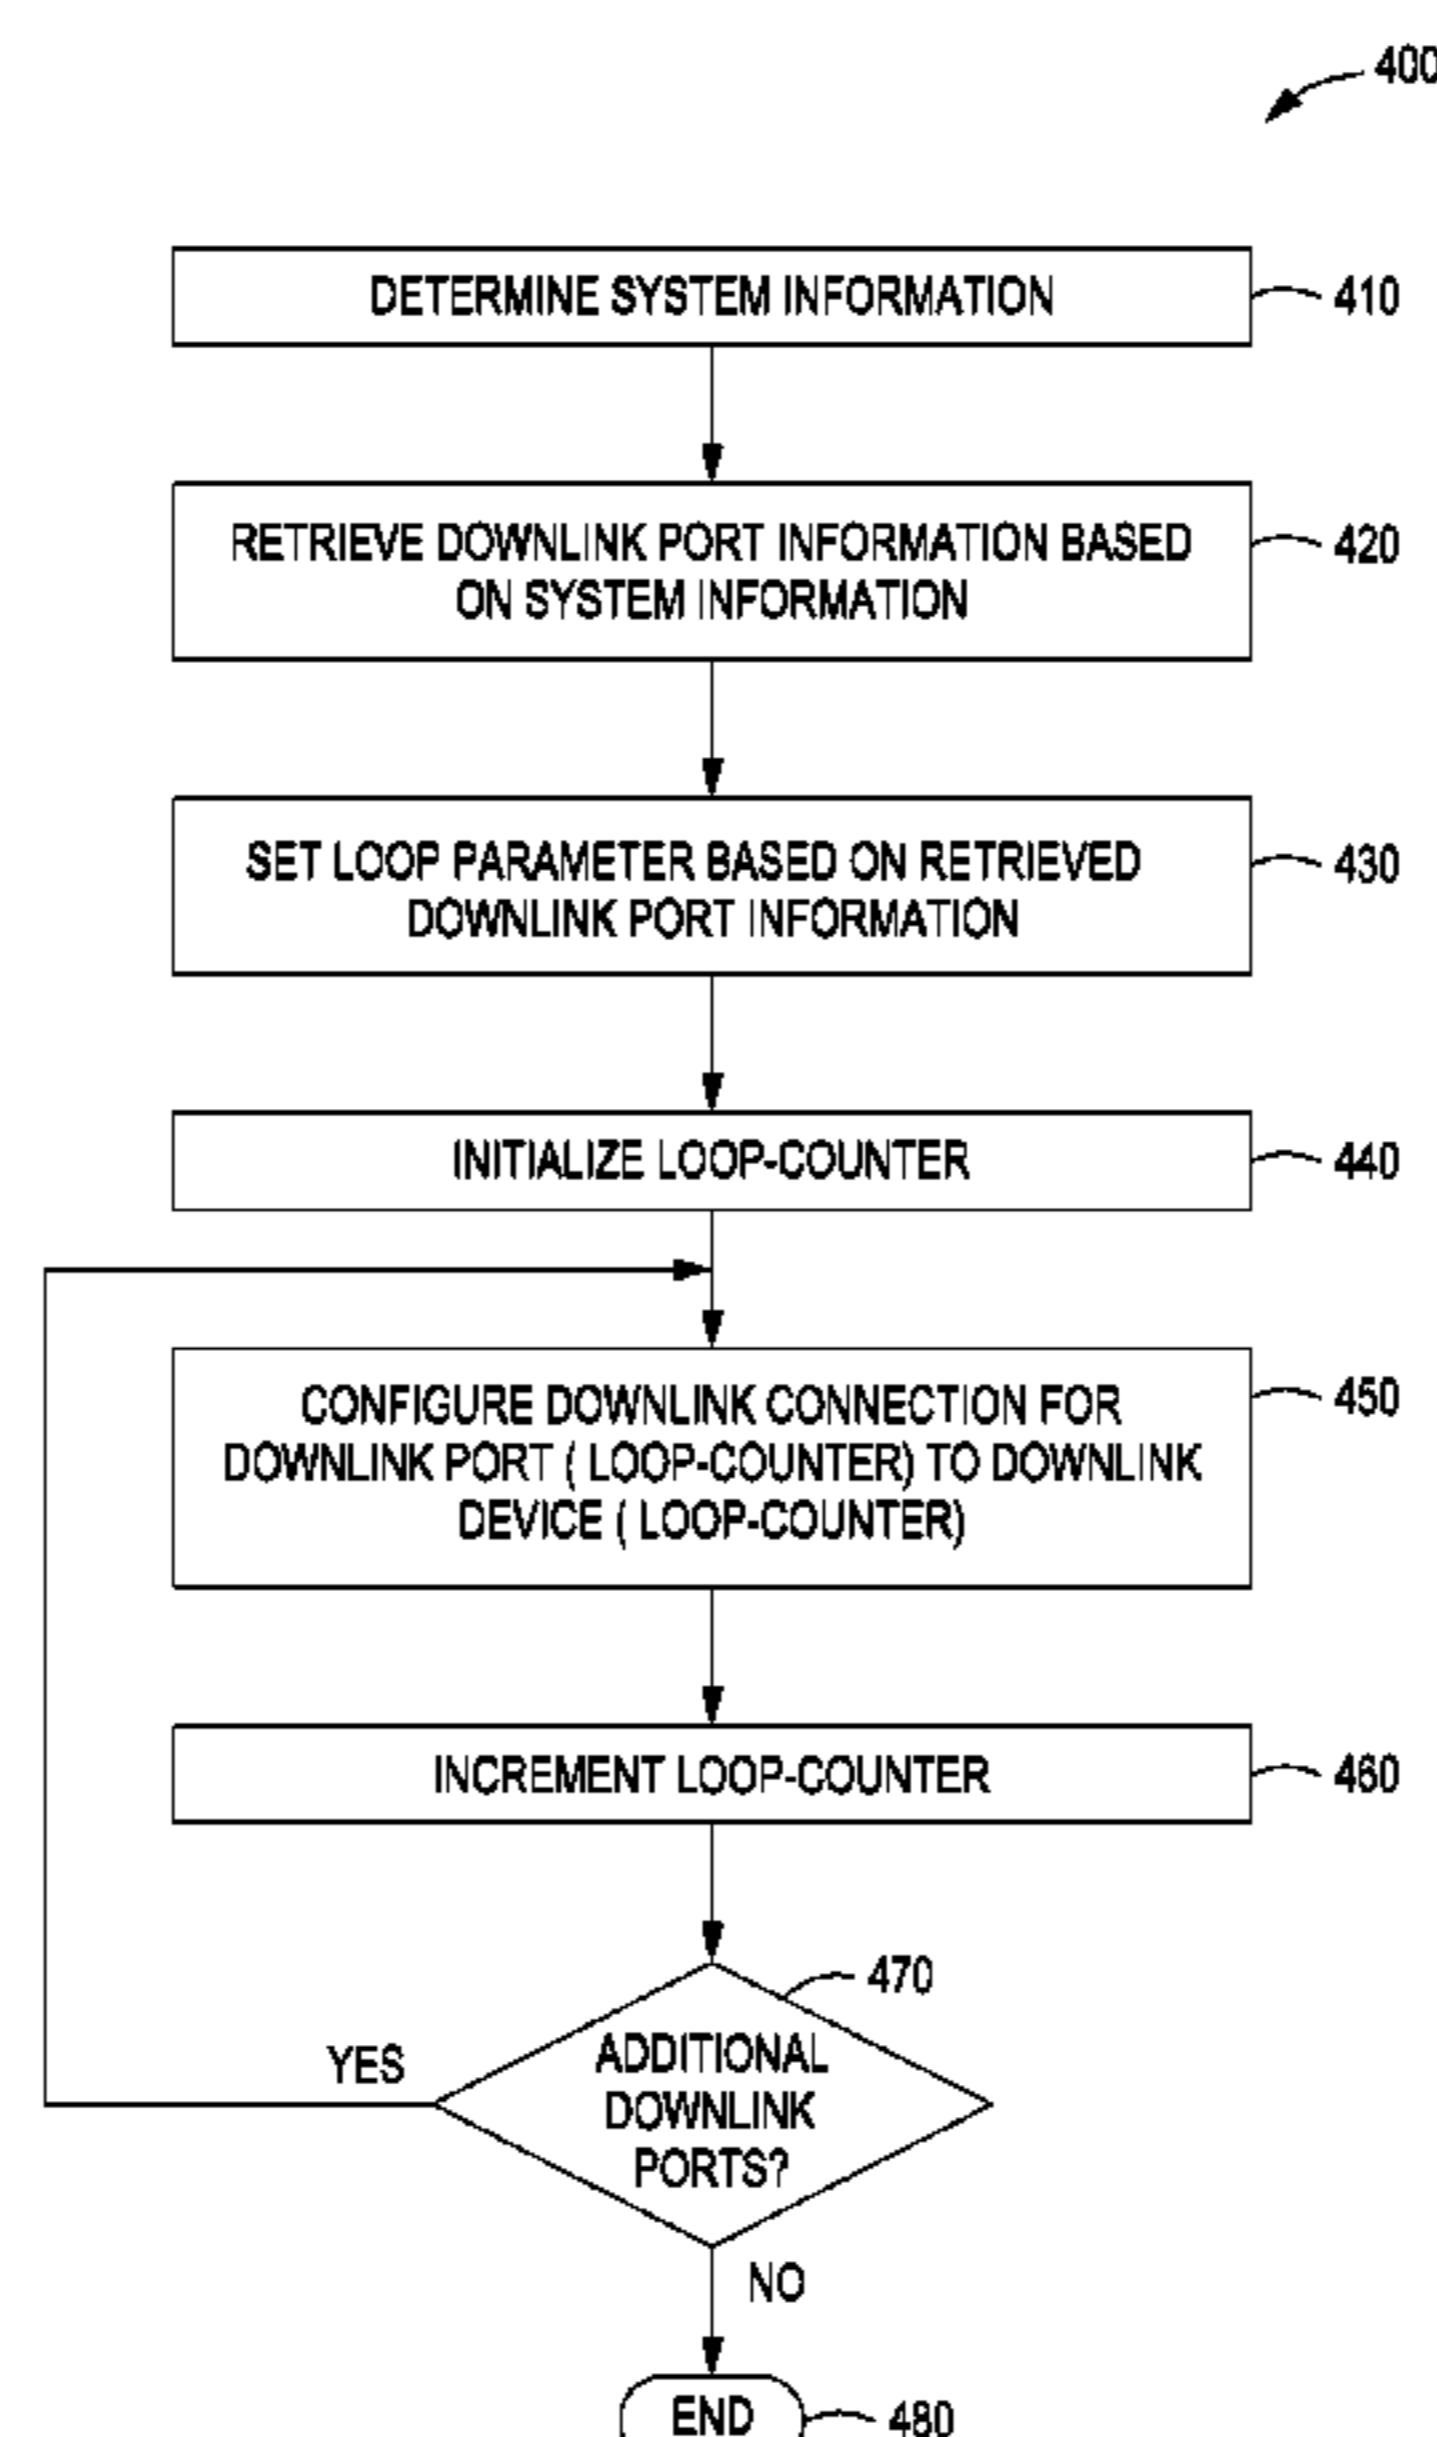 400
DETERMINE SYSTEM INFORMATION
410
RETRIEVE DOWNLINK PORT INFORMATION BASED
ON SYSTEM INFORMATION
420
SET LOOP PARAMETER BASED ON RETRIEVED
DOWNLINK PORT INFORMATION
430
INITIALIZE LOOP-COUNTER
440
CONFIGURE DOWNLINK CONNECTION FOR
DOWNLINK PORT ( LOOP-COUNTER) TO DOWNLINK
DEVICE ( LOOP-COUNTER)
450
INCREMENT LOOP-COUNTER
460
470
ADDITIONAL
DOWNLINK
PORTS?
YES
NO
END
480